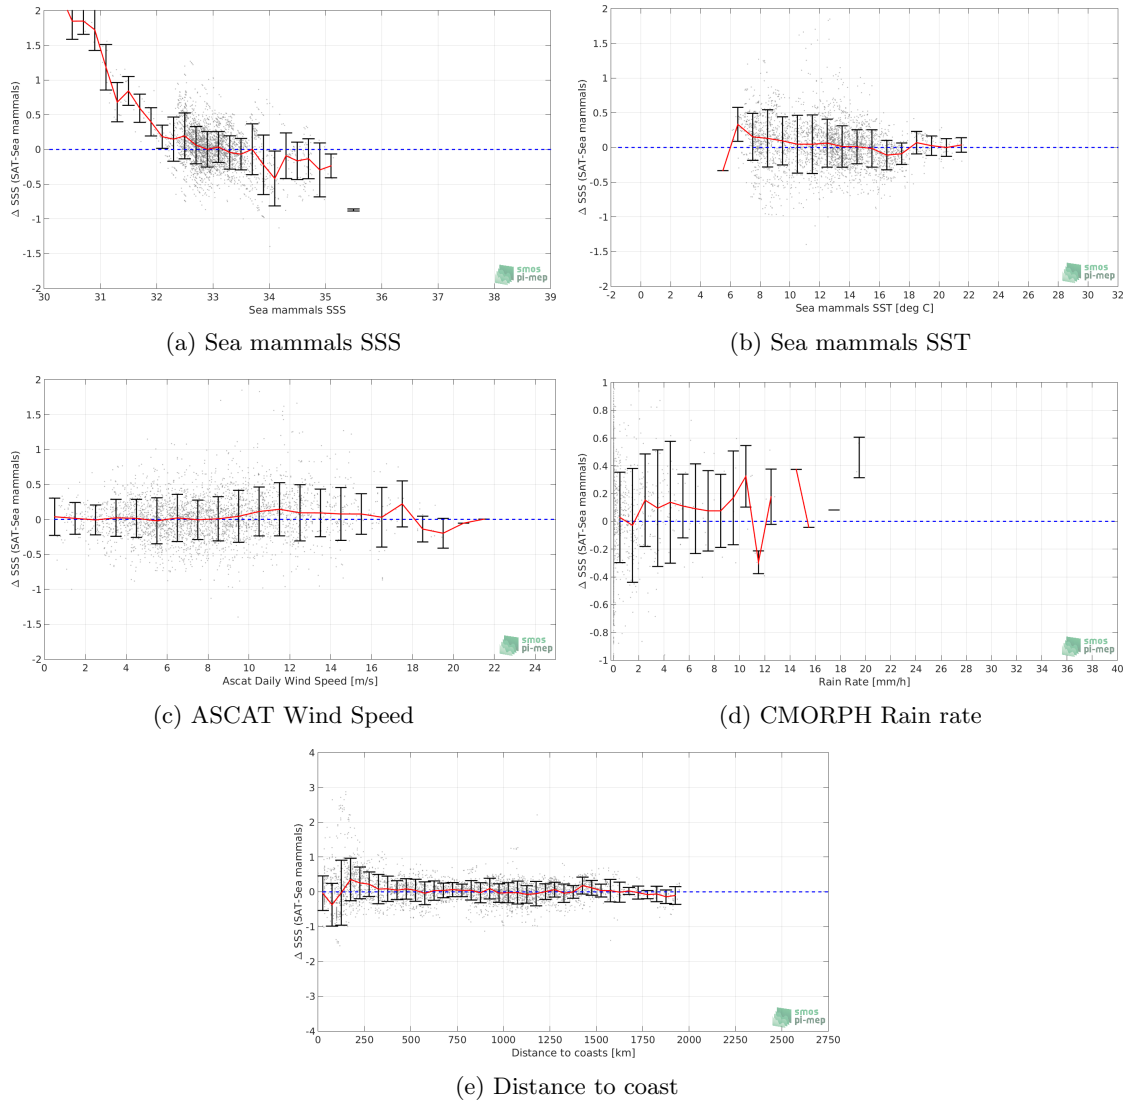 2
1.5
1
0.5
0
-0.5
-1
-1.5
-2
Δ SSS (SAT-Sea mammals)
30 31 32 33 34 35 36 37 38 39
Sea mammals SSS
smos
pi-mep
(a) Sea mammals SSS
2
1.5
1
0.5
0
-0.5
-1
-1.5
-2
Δ SSS (SAT-Sea mammals)
-2 0 2 4 6 8 10 12 14 16 18 20 22 24 26 28 30 32
Sea mammals SST [deg C]
smos
pi-mep
(b) Sea mammals SST
2
1.5
1
0.5
0
-0.5
-1
-1.5
-2
Δ SSS (SAT-Sea mammals)
0 2 4 6 8 10 12 14 16 18 20 22 24
Ascat Daily Wind Speed [m/s]
smos
pi-mep
(c) ASCAT Wind Speed
1
0.8
0.6
0.4
0.2
0
-0.2
-0.4
-0.6
-0.8
-1
Δ SSS (SAT-Sea mammals)
0 2 4 6 8 10 12 14 16 18 20 22 24 26 28 30 32 34 36 38 40
Rain Rate [mm/h]
smos
pi-mep
(d) CMORPH Rain rate
4
3
2
1
0
-1
-2
-3
-4
Δ SSS (SAT-Sea mammals)
0 250 500 750 1000 1250 1500 1750 2000 2250 2500 2750
Distance to coasts [km]
smos
pi-mep
(e) Distance to coast